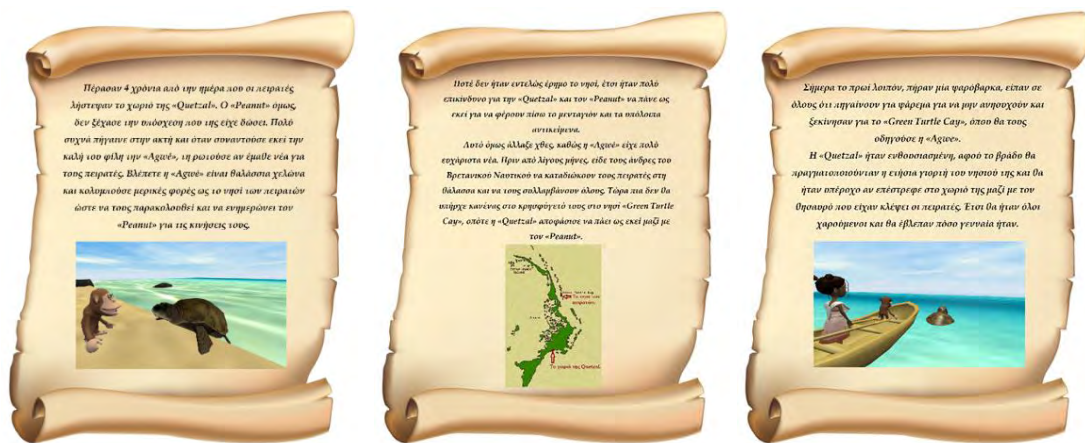 Πέρασαν 4 χρόνια από την ημέρα που οι πειρατές
λήστεψαν το χωριό της «Quetzal». Ο «Peanut» όμως,
δεν ξέχασε την υπόσχεση που της είχε δώσει. Πολύ
συχνά πήγαινε στην ακτή και όταν συναντούσε εκεί την
καλή του φίλη την «Agwé», τη ρωτούσε αν έμαθε νέα για
τους πειρατές. Βλέπετε η «Agwé» είναι θαλάσσια χελώνα
και κολυμπούσε μερικές φορές ως το νησί των πειρατών
ώστε να τους παρακολουθεί και να ενημερώνει τον
«Peanut» για τις κινήσεις τους.
Ποτέ δεν ήταν εντελώς έρημο το νησί, έτσι ήταν πολύ
επικίνδυνο για την «Quetzal» και τον «Peanut» να πάνε ως
εκεί για να φέρουν πίσω το μενταγιόν και τα υπόλοιπα
αντικείμενα.
Αυτό όμως άλλαξε χθες, καθώς η «Agwé» είχε πολύ
ευχάριστα νέα. Πριν από λίγους μήνες, είδε τους άνδρες του
Βρετανικού Ναυτικού να καταδιώκουν τους πειρατές στη
θάλασσα και να τους συλλαμβάνουν όλους. Τώρα πια δεν θα
υπήρχε κανένας στο κρησφύγετό τους στο νησί «Green Turtle
Cay», οπότε η «Quetzal» αποφάσισε να πάει ως εκεί μαζί με
τον «Peanut».
Το νησί των
πειρατών.
Το χωριό της Quetzal.
Σήμερα το πρωί λοιπόν, πήραν μία ψαρόβαρκα, είπαν σε
όλους ότι πηγαίνουν για ψάρεμα για να μην ανησυχούν και
ξεκίνησαν για το «Green Turtle Cay», όπου θα τους
οδηγούσε η «Agwe».
Η «Quetzal» ήταν ενθουσιασμένη, αφού το βράδυ θα
πραγματοποιούνταν η ετήσια γιορτή του νησιού της και θα
ήταν υπέροχο αν επέστρεφε στο χωριό της μαζί με τον
θησαυρό που είχαν κλέψει οι πειρατές. Έτσι θα ήταν όλοι
χαρούμενοι και θα έβλεπαν πόσο γενναία ήταν.